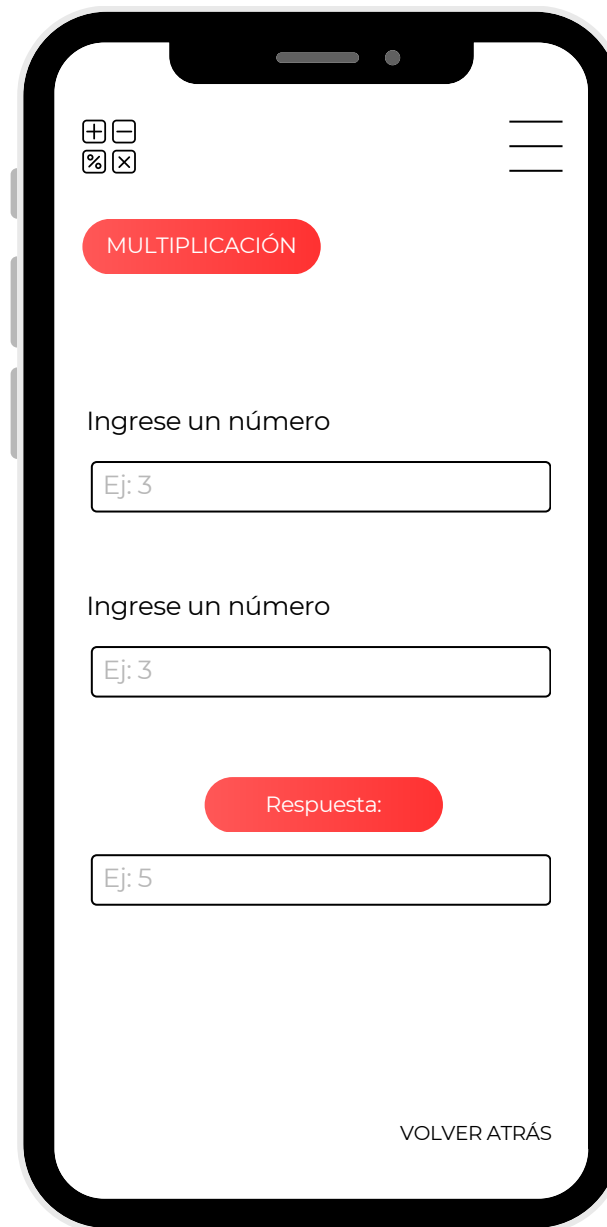 MULTIPLICACIÓN
Ingrese un número
Ej: 3
Ingrese un número
Ej: 3
Respuesta:
Ej: 5
VOLVER ATRÁS